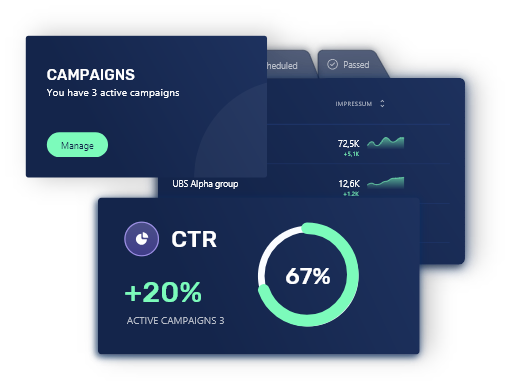 CAMPAIGNS
You have 3 active campaigns
Manage
heduled
Passed
IMPRESSUM
72,5K
+5,1K
UBS Alpha group
12,6K
+1.2K
CTR
67%
+20%
ACTIVE CAMPAIGNS 3